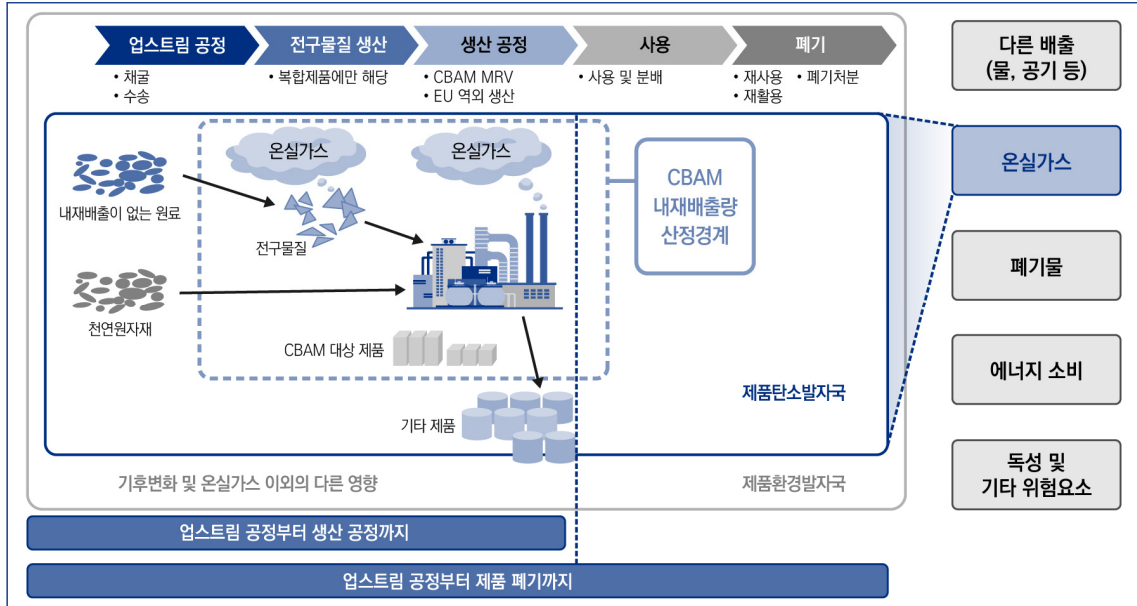 업스트림 공정
전구물질 생산
생산 공정
사용
폐기
• 채굴
• 수송
• 복합제품에만 해당
• CBAM MRV
• EU 역외 생산
• 사용 및 분배
• 재사용 • 폐기처분
• 재활용
온실가스
온실가스
내재배출이 없는 원료
전구물질
천연원자재
CBAM 대상 제품
기타 제품
CBAM
내재배출량
산정경계
제품탄소발자국
기후변화 및 온실가스 이외의 다른 영향
제품환경발자국
업스트림 공정부터 생산 공정까지
업스트림 공정부터 제품 폐기까지
다른 배출
(물, 공기 등)
온실가스
폐기물
에너지 소비
독성 및
기타 위험요소